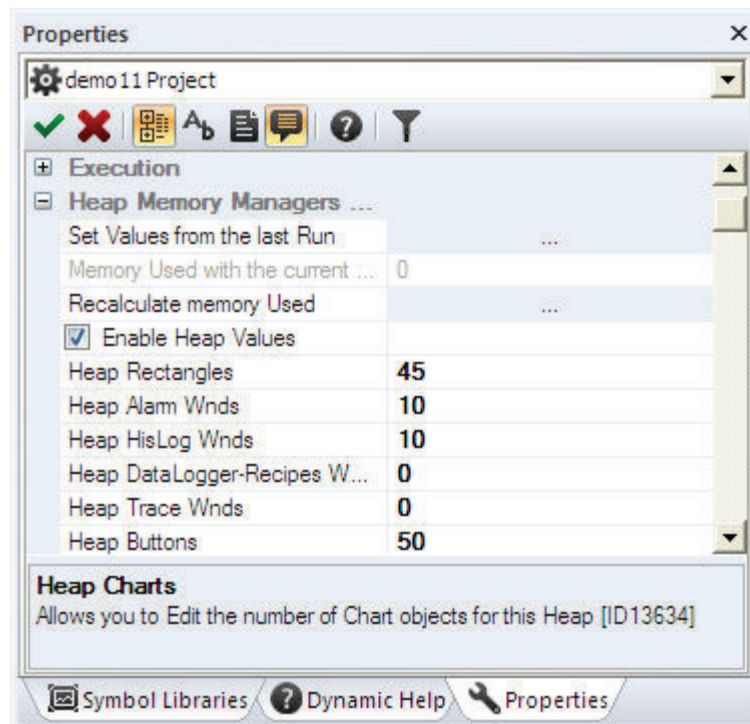 Properties
demo11 Project
Execution
Heap Memory Managers ...
Set Values from the last Run ...
Memory Used with the current ... 0
Recalculate memory Used ...
Enable Heap Values
Heap Rectangles 45
Heap Alarm Wnds 10
Heap HisLog Wnds 10
Heap DataLogger-Recipes W... 0
Heap Trace Wnds 0
Heap Buttons 50
Heap Charts
Allows you to Edit the number of Chart objects for this Heap [ID13634]
Symbol Libraries Dynamic Help Properties